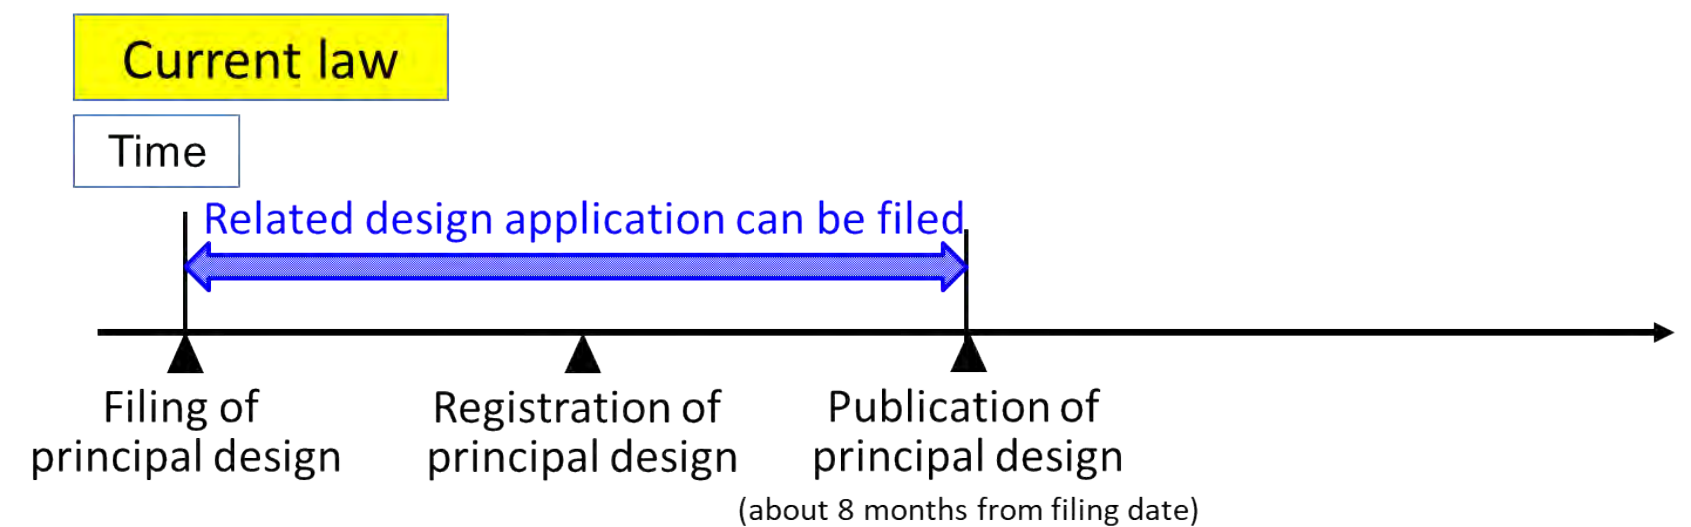 Current law
Time
Related design application can be filed
Filing of
principal design
Registration of
principal design
Publication of
principal design
(about 8 months from filing date)